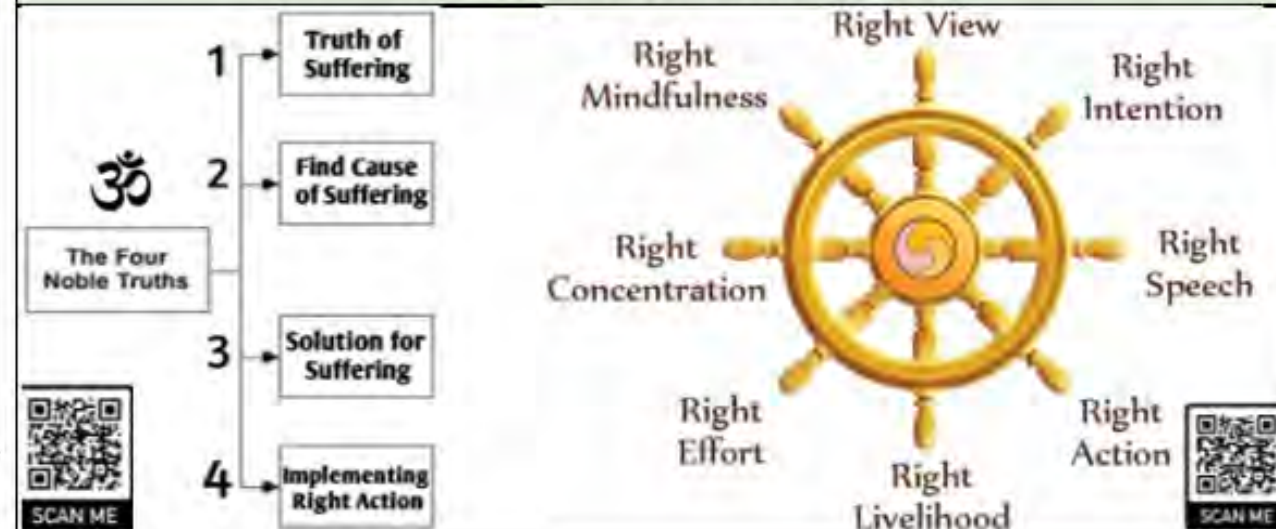 1
Truth of
Suffering
ॐ
2
Find Cause
of Suffering
The Four
Noble Truths
3
Solution for
Suffering
4
Implementing
Right Action
SCAN ME
Right View
Right
Intention
Right
Speech
Right
Action
Right
Livelihood
Right
Effort
Right
Concentration
Right
Mindfulness
SCAN ME